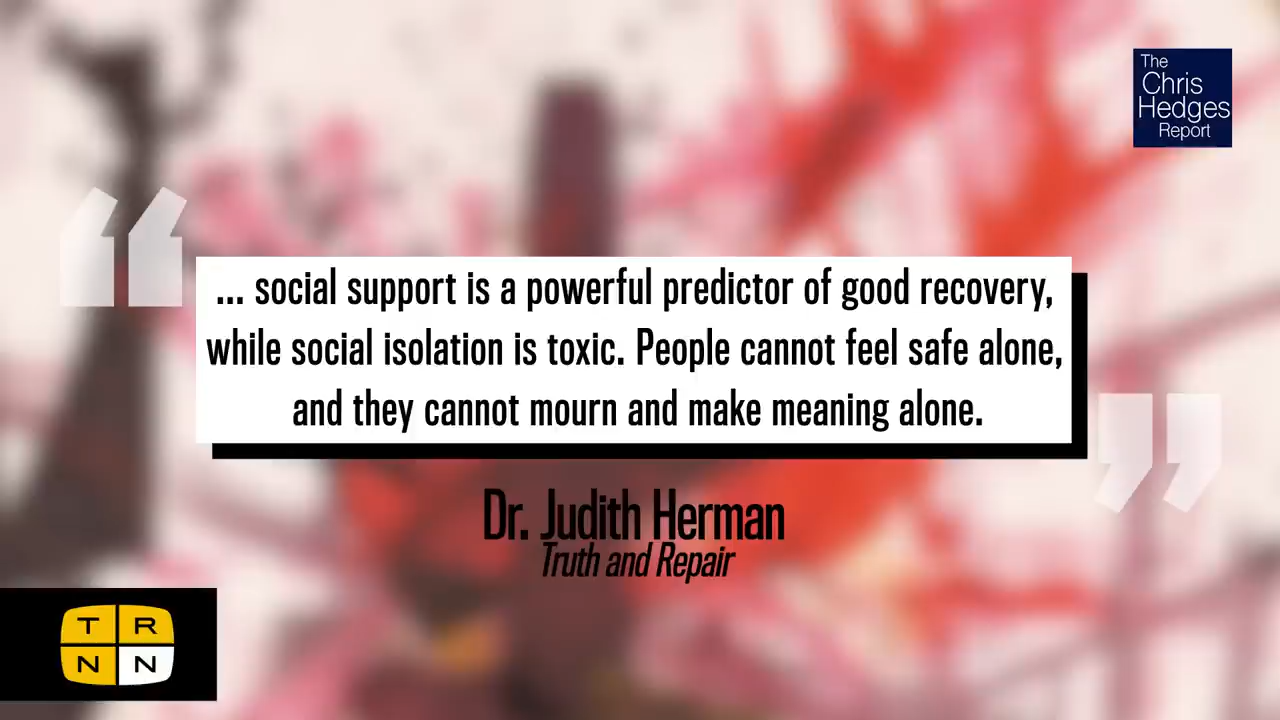 The
Chris
Hedges
Report
“
... social support is a powerful predictor of good recovery,
while social isolation is toxic. People cannot feel safe alone,
and they cannot mourn and make meaning alone.
”
Dr. Judith Herman
Truth and Repair
T R
N N